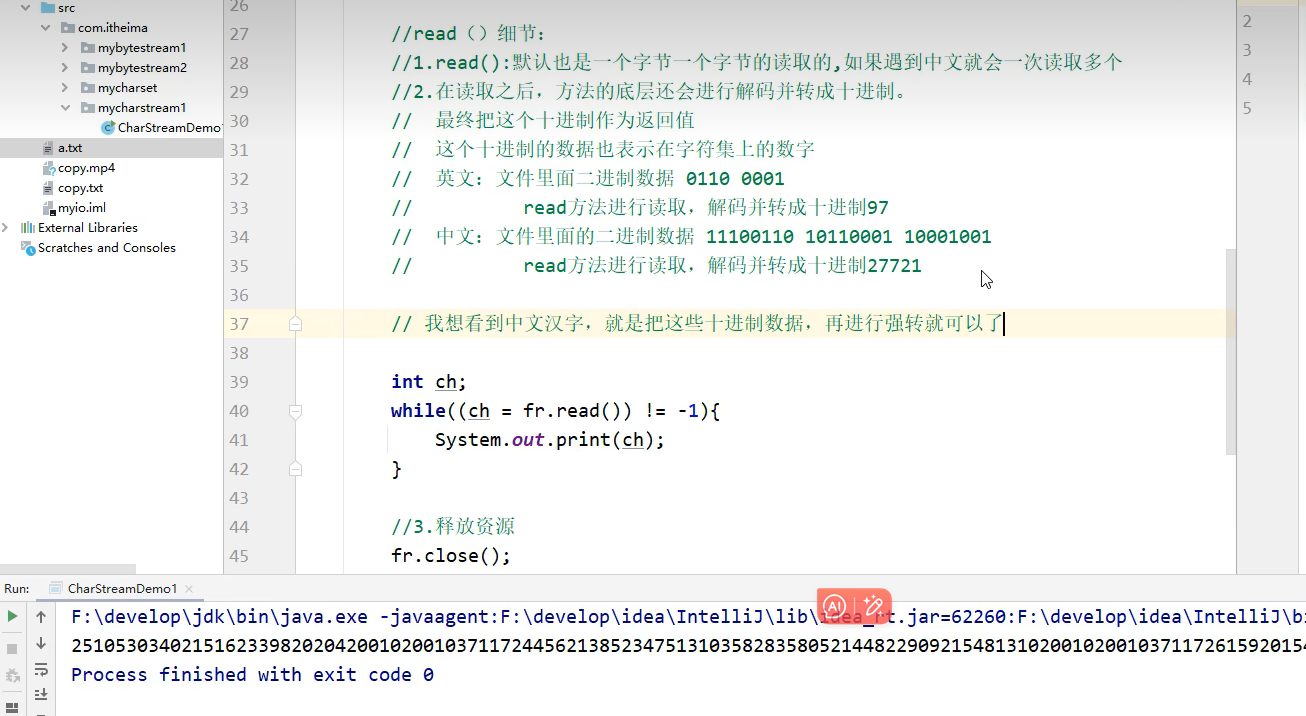 src
com.itheima
mybytestream1
mybytestream2
mycharset
mycharstream1
CharStreamDemo
a.txt
copy.mp4
copy.txt
myio.iml
External Libraries
Scratches and Consoles
26
27 //read（）细节：
28 //1.read():默认也是一个字节一个字节的读取的,如果遇到中文就会一次读取多个
29 //2.在读取之后，方法的底层还会进行解码并转成十进制。
30 // 最终把这个十进制作为返回值
31 // 这个十进制的数据也表示在字符集上的数字
32 // 英文：文件里面二进制数据 0110 0001
33 // read方法进行读取，解码并转成十进制97
34 // 中文：文件里面的二进制数据 11100110 10110001 10001001
35 // read方法进行读取，解码并转成十进制27721
36
37 // 我想看到中文汉字，就是把这些十进制数据，再进行强转就可以了
38
39 int ch;
40 while((ch = fr.read()) != -1){
41 System.out.print(ch);
42 }
43
44 //3.释放资源
45 fr.close();
2
3
4
5
Run: CharStreamDemo1
F:\develop\jdk\bin\java.exe -javaagent:F:\develop\idea\IntelliJ\lib\idea_rt.jar=62260:F:\develop\idea\IntelliJ\bi
AI
Process finished with exit code 0